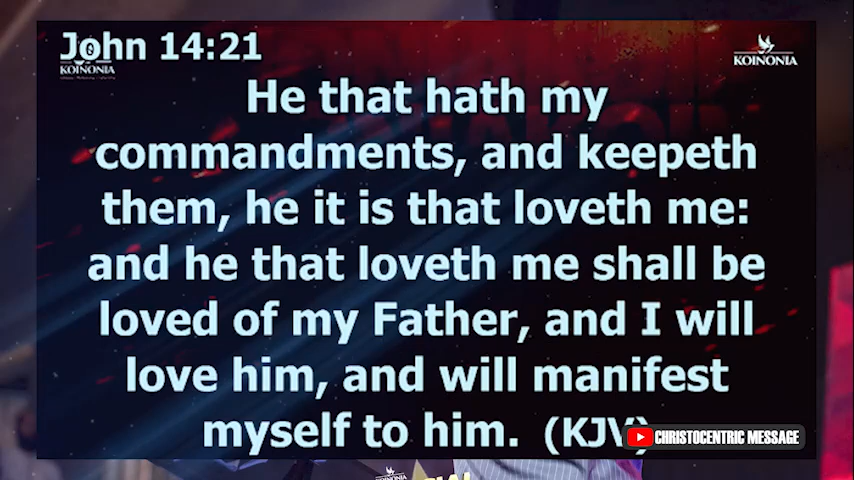 John 14:21
KOINONIA
KOINONIA
He that hath my
commandments, and keepeth
them, he it is that loveth me:
and he that loveth me shall be
loved of my Father, and I will
love him, and will manifest
myself to him. (KJV)
CHRISTOCENTRIC MESSAGE
KOINONIA